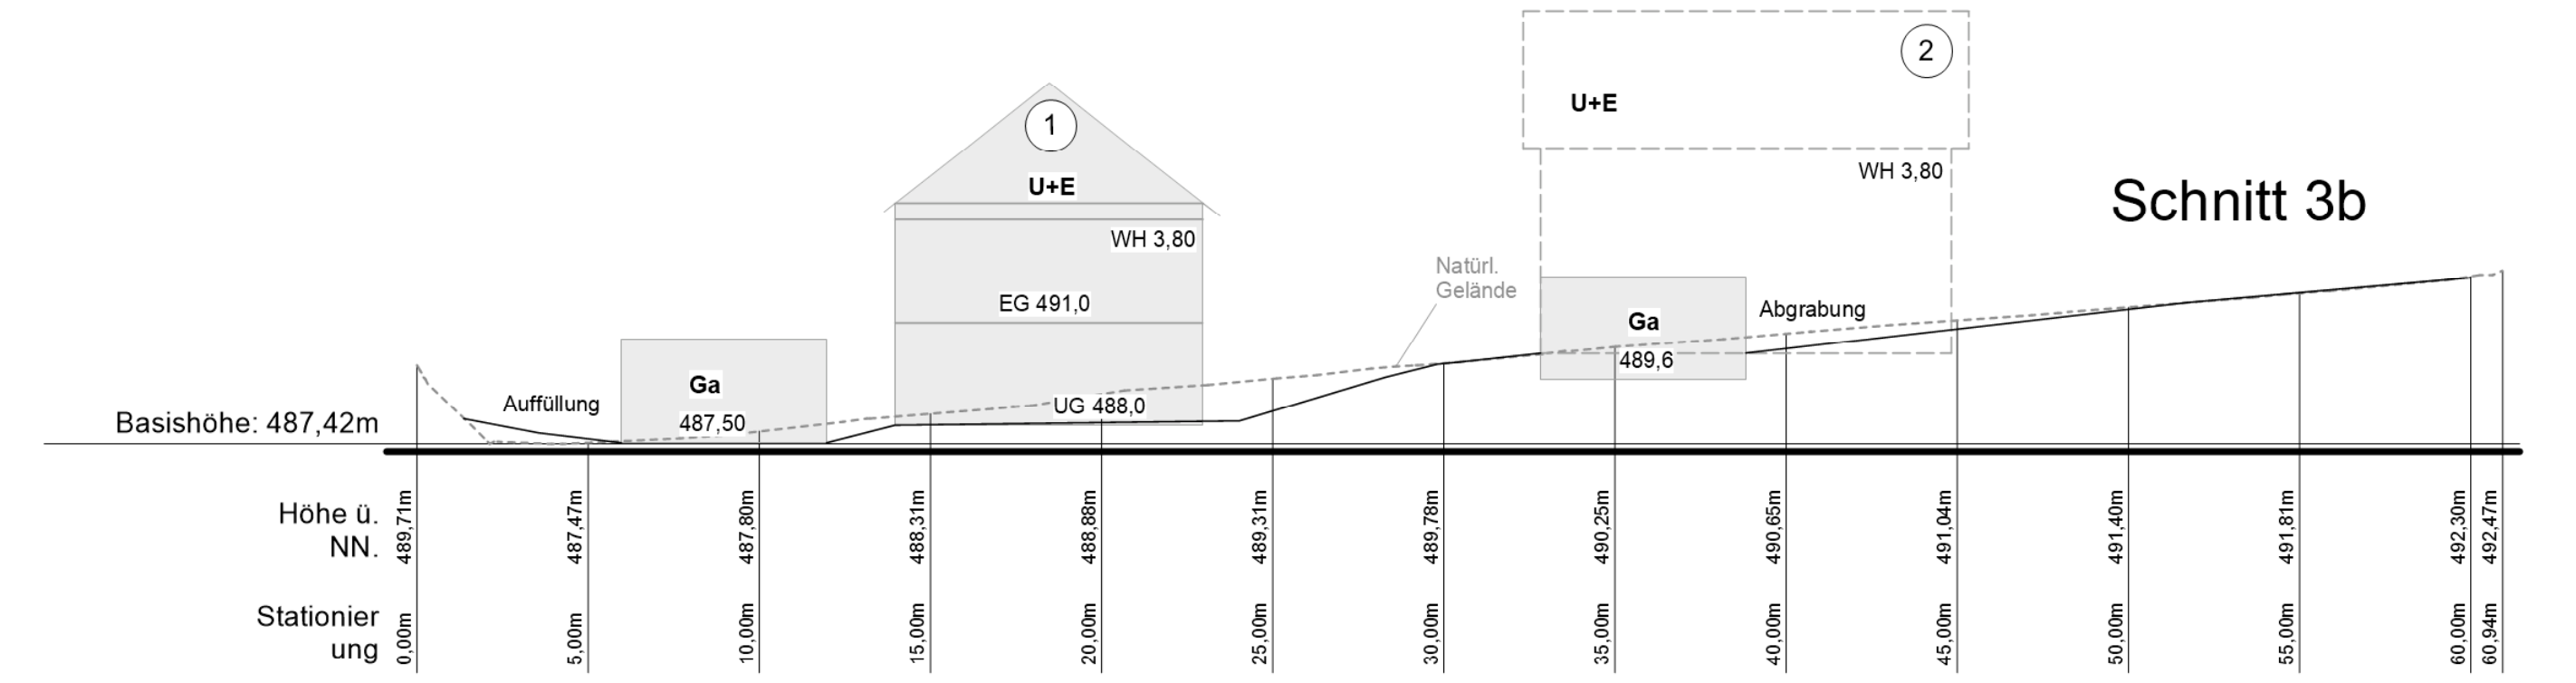 2
U+E
1
WH 3,80
U+E
Schnitt 3b
WH 3,80
Natürl.
Gelände
EG 491,0
Abgrabung
Ga
489,6
Ga
Auffüllung
UG 488,0
487,50
Basishöhe: 487,42m
Höhe ü.
NN.
489,71m
487,47m
487,80m
488,31m
488,88m
489,31m
489,78m
490,25m
490,65m
491,04m
491,40m
491,81m
492,30m
492,47m
Stationier
ung
0,00m
5,00m
10,00m
15,00m
20,00m
25,00m
30,00m
35,00m
40,00m
45,00m
50,00m
55,00m
60,00m
60,94m